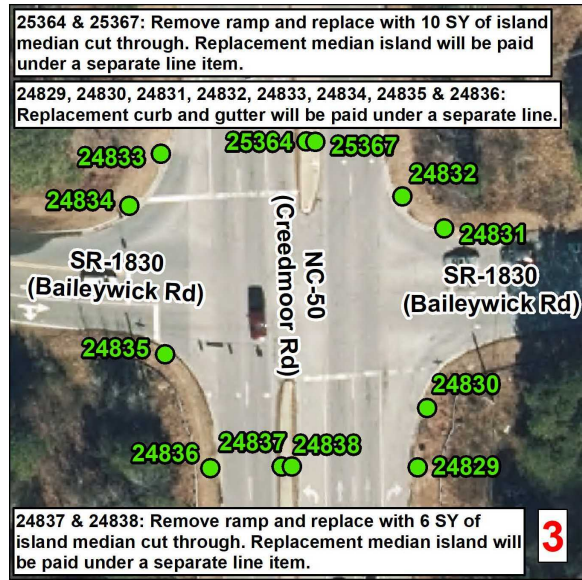 25364 & 25367: Remove ramp and replace with 10 SY of island
median cut through. Replacement median island will be paid
under a separate line item.
24829, 24830, 24831, 24832, 24833, 24834, 24835 & 24836:
Replacement curb and gutter will be paid under a separate line.
25364
25367
24833
24832
24834
24831
SR-1830
(Baileywick Rd)
NC-50
(Creedmoor Rd)
SR-1830
(Baileywick Rd)
24835
24830
24836
24837
24838
24829
24837 & 24838: Remove ramp and replace with 6 SY of
island median cut through. Replacement median island will
be paid under a separate line item.
3